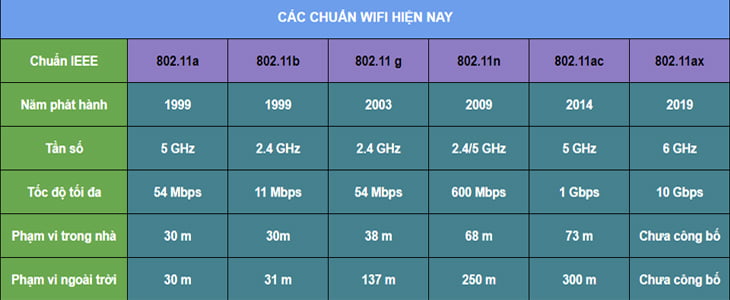 CÁC CHUẨN WIFI HIỆN NAY
Chuẩn IEEE 802.11a 802.11b 802.11 g 802.11n 802.11ac 802.11ax
Năm phát hành 1999 1999 2003 2009 2014 2019
Tần số 5 GHz 2.4 GHz 2.4 GHz 2.4/5 GHz 5 GHz 6 GHz
Tốc độ tối đa 54 Mbps 11 Mbps 54 Mbps 600 Mbps 1 Gbps 10 Gbps
Phạm vi trong nhà 30 m 30m 38 m 68 m 73 m Chưa công bố
Phạm vi ngoài trời 30 m 31 m 137 m 250 m 300 m Chưa công bố